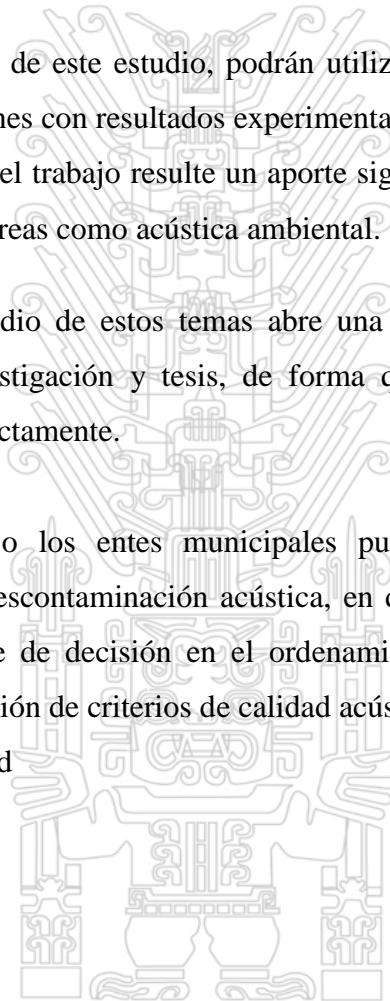 de este estudio, podrán utiliz
nes con resultados experimenta
el trabajo resulte un aporte sig
reas como acústica ambiental.
dio de estos temas abre una
stigación y tesis, de forma q
ctamente.
o los entes municipales pu
escontaminación acústica, en c
e de decisión en el ordenami
ión de criterios de calidad acús
d